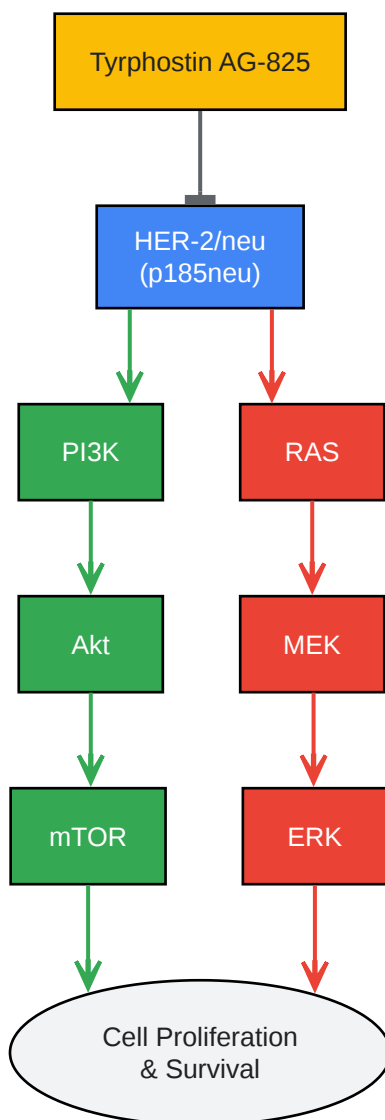 Tyrphostin AG-825
HER-2/neu
(p185neu)
PI3K
RAS
Akt
MEK
mTOR
ERK
Cell Proliferation
& Survival